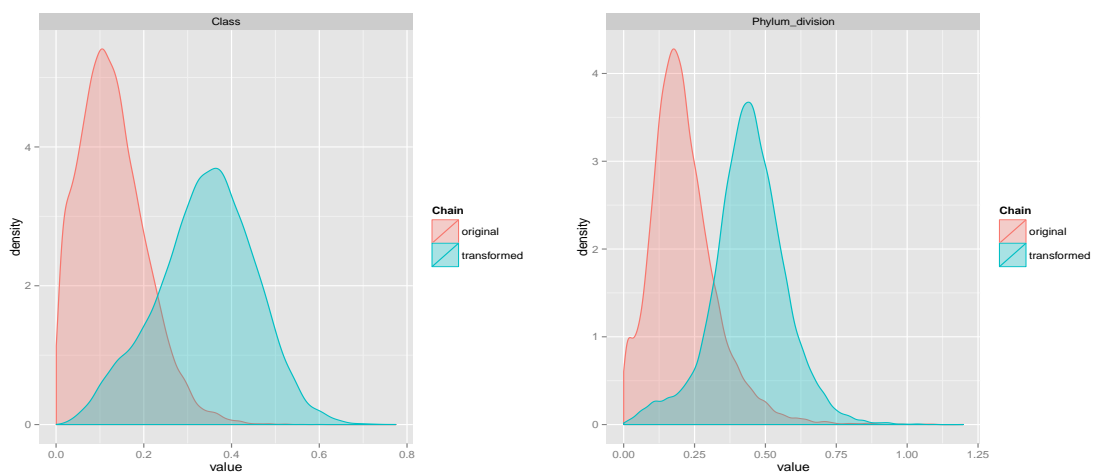 Class
density
4
2
0
0.0 0.2 0.4 0.6 0.8
value
Chain
original
transformed
Phylum_division
density
4
3
2
1
0
0.00 0.25 0.50 0.75 1.00 1.25
value
Chain
original
transformed